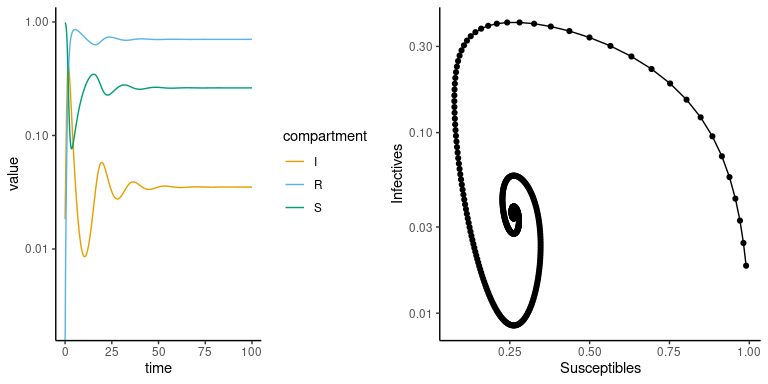 1.00
0.10
0.01
value
0
25
50
75
100
time
compartment
I
R
S
0.30
0.10
0.03
0.01
Infectives
0.25
0.50
0.75
1.00
Susceptibles